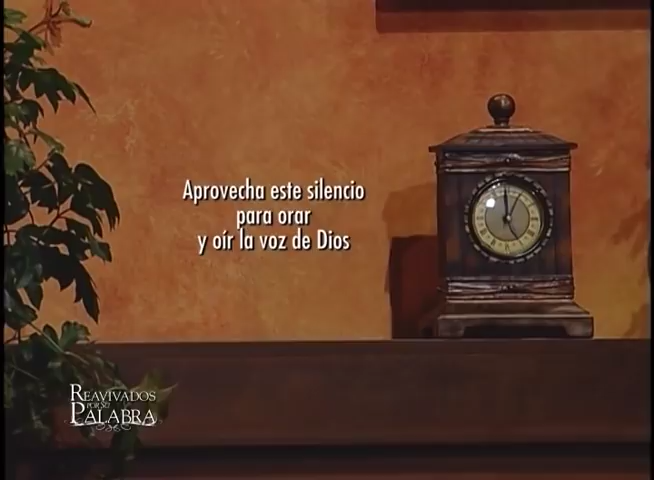 Aprovecha este silencio
para orar
y oír la voz de Dios
REAVIVADOS
POR SU
PALABRA